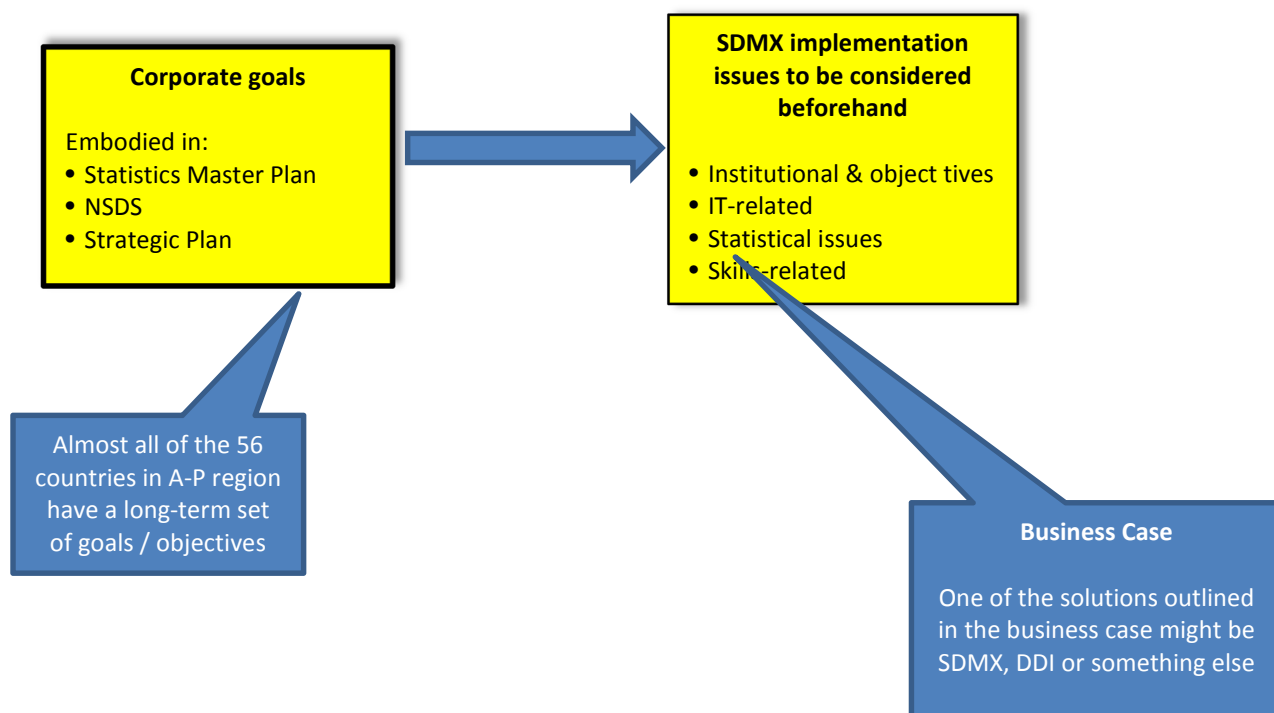 Corporate goals
Embodied in:
• Statistics Master Plan
• NSDS
• Strategic Plan
SDMX implementation
issues to be considered
beforehand
• Institutional & object tives
• IT-related
• Statistical issues
• Skills-related
Almost all of the 56
countries in A-P region
have a long-term set
of goals / objectives
Business Case
One of the solutions outlined
in the business case might be
SDMX, DDI or something else